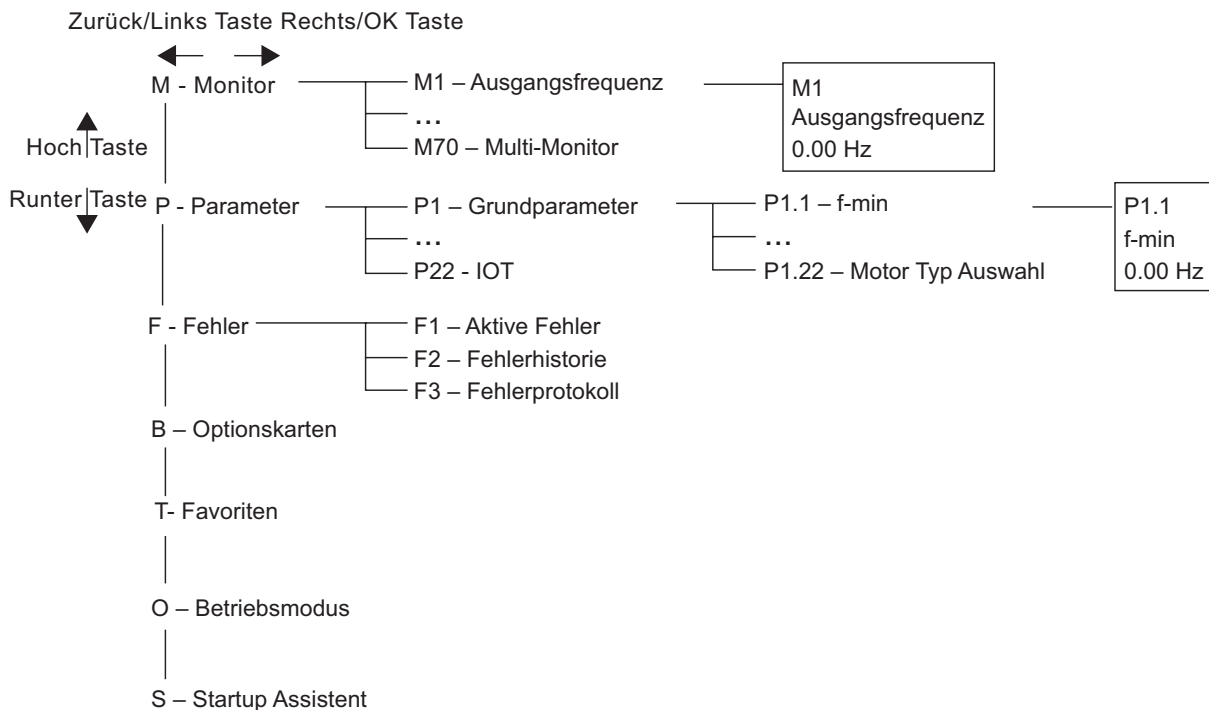 Zurück/Links Taste Rechts/OK Taste
M - Monitor
M1 – Ausgangsfrequenz
M1
Ausgangsfrequenz
0.00 Hz
...
M70 – Multi-Monitor
Hoch Taste
Runter Taste
P - Parameter
P1 – Grundparameter
P1.1 – f-min
P1.1
f-min
0.00 Hz
...
...
P22 - IOT
P1.22 – Motor Typ Auswahl
F - Fehler
F1 – Aktive Fehler
F2 – Fehlerhistorie
F3 – Fehlerprotokoll
B – Optionskarten
T- Favoriten
O – Betriebsmodus
S – Startup Assistent